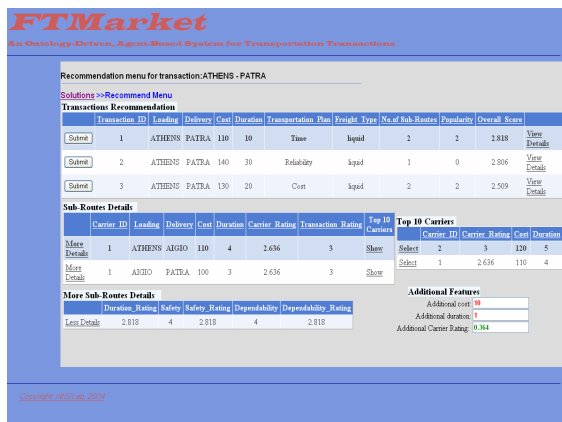 FTMarket
An Ontology-Driven, Agent-Based System for Transportation Transactions
Recommendation menu for transaction:ATHENS - PATRA
Solutions >>Recommend Menu
Transactions Recommendation
Transaction_ID Loading Delivery Cost Duration Transportation_Plan Freight_Type No.of Sub-Routes Popularity Overall_Score
Submit 1 ATHENS PATRA 110 10 Time liquid 2 2 2.818 View Details
Submit 2 ATHENS PATRA 140 30 Reliability liquid 1 0 2.806 View Details
Submit 3 ATHENS PATRA 130 20 Cost liquid 2 2 2.509 View Details
Sub-Routes Details
Carrier_ID Loading Delivery Cost Duration Carrier_Rating Transaction_Rating Top 10 Carriers
More Details 1 ATHENS AIGIO 110 4 2.636 3 Show
More Details 1 AIGIO PATRA 100 3 2.636 3 Show
Top 10 Carriers
Carrier_ID Carrier_Rating Cost Duration
Select 2 3 120 5
Select 1 2.636 110 4
More Sub-Routes Details
Duration_Rating Safety Safety_Rating Dependability Dependability_Rating
Less Details 2.818 4 2.818 4 2.818
Additional Features
Additional cost: 10
Additional duration: 1
Additional Carrier Rating: 0.364
Copyright 2004